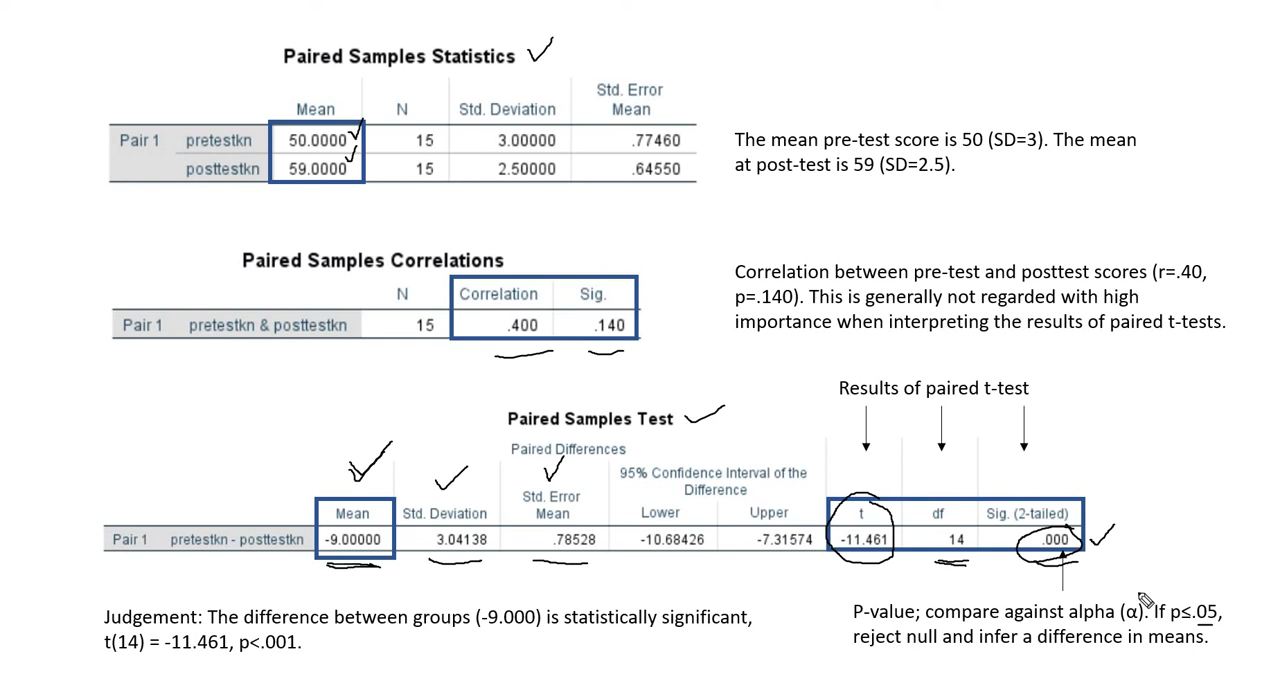 Paired Samples Statistics
Mean N Std. Deviation Std. Error Mean
Pair 1 pretestkn 50.0000 15 3.00000 .77460
posttestkn 59.0000 15 2.50000 .64550
The mean pre-test score is 50 (SD=3). The mean
at post-test is 59 (SD=2.5).
Paired Samples Correlations
N Correlation Sig.
Pair 1 pretestkn & posttestkn 15 .400 .140
Correlation between pre-test and posttest scores (r=.40,
p=.140). This is generally not regarded with high
importance when interpreting the results of paired t-tests.
Results of paired t-test
Paired Samples Test
Paired Differences
95% Confidence Interval of the
Difference
Mean Std. Deviation Std. Error Mean Lower Upper t df Sig. (2-tailed)
Pair 1 pretestkn - posttestkn -9.00000 3.04138 .78528 -10.68426 -7.31574 -11.461 14 .000
Judgement: The difference between groups (-9.000) is statistically significant,
t(14) = -11.461, p<.001.
P-value; compare against alpha (α). If p≤.05,
reject null and infer a difference in means.